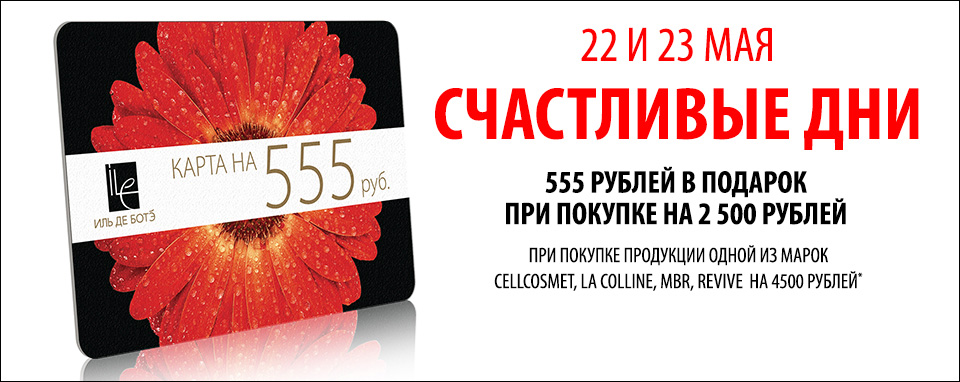 ile
ИЛЬ ДЕ БОТЭ
КАРТА НА 555 руб.
22 И 23 МАЯ
СЧАСТЛИВЫЕ ДНИ
555 РУБЛЕЙ В ПОДАРОК
ПРИ ПОКУПКЕ НА 2 500 РУБЛЕЙ
ПРИ ПОКУПКЕ ПРОДУКЦИИ ОДНОЙ ИЗ МАРОК
CELLCOSMET, LA COLLINE, MBR, REVIVE НА 4500 РУБЛЕЙ*